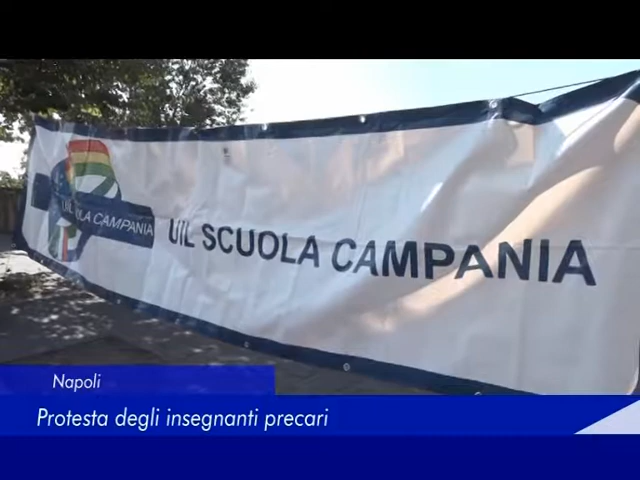 UIL SCUOLA CAMPANIA
UIL SCUOLA CAMPANIA
Napoli
Protesta degli insegnanti precari